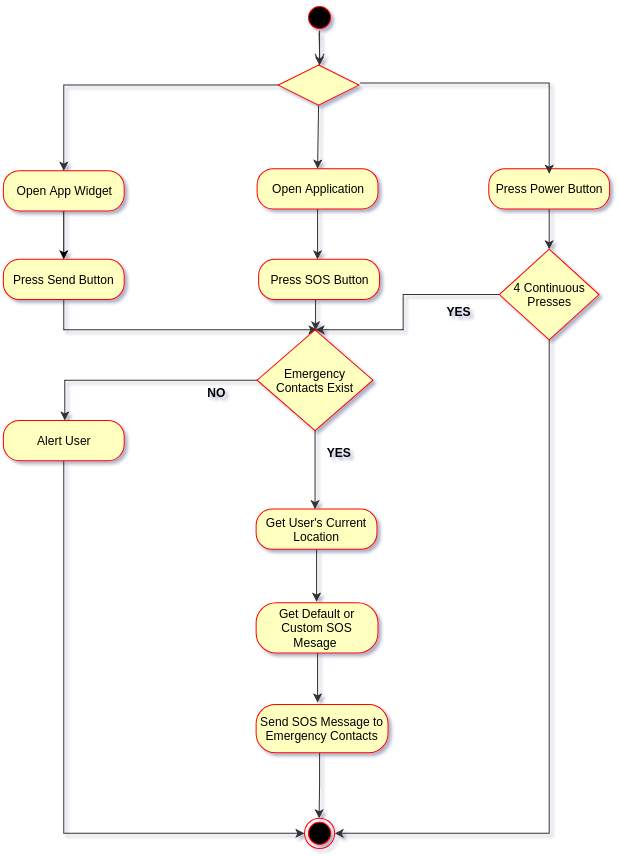 Open App Widget
Open Application
Press Power Button
Press Send Button
Press SOS Button
4 Continuous
Presses
YES
Emergency
Contacts Exist
NO
Alert User
YES
Get User's Current
Location
Get Default or
Custom SOS
Mesage
Send SOS Message to
Emergency Contacts